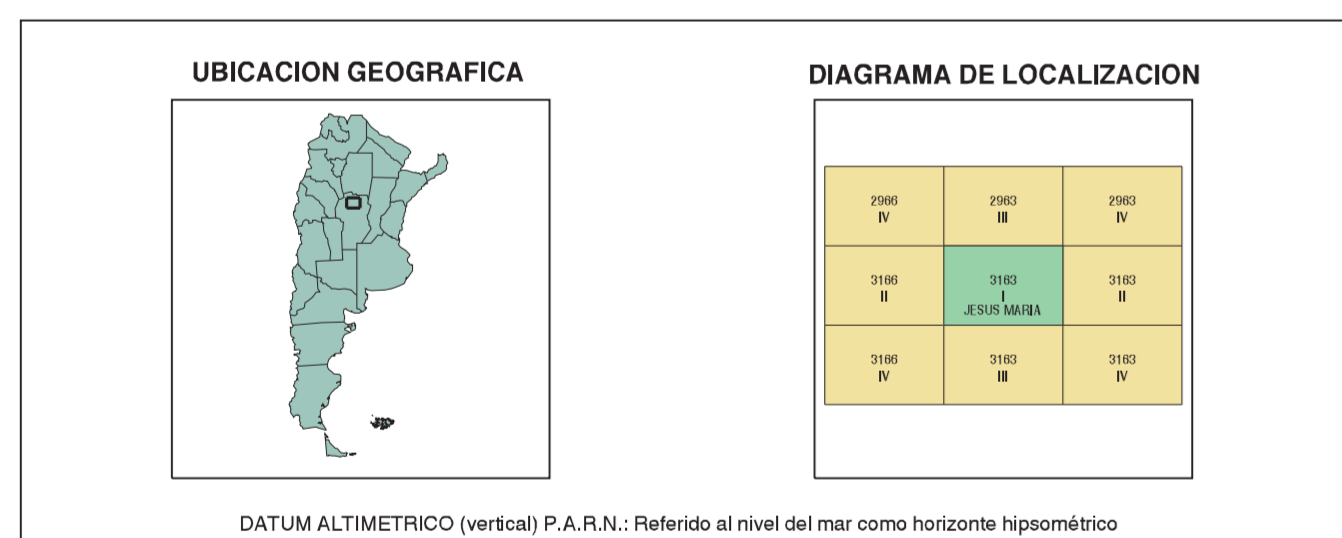 UBICACION GEOGRAFICA
DIAGRAMA DE LOCALIZACION
2966
IV
2963
III
2963
IV
3166
II
3163
I
JESUS MARIA
3163
II
3166
IV
3163
III
3163
IV
DATUM ALTIMETRICO (vertical) P.A.R.N.: Referido al nivel del mar como horizonte hipsométrico